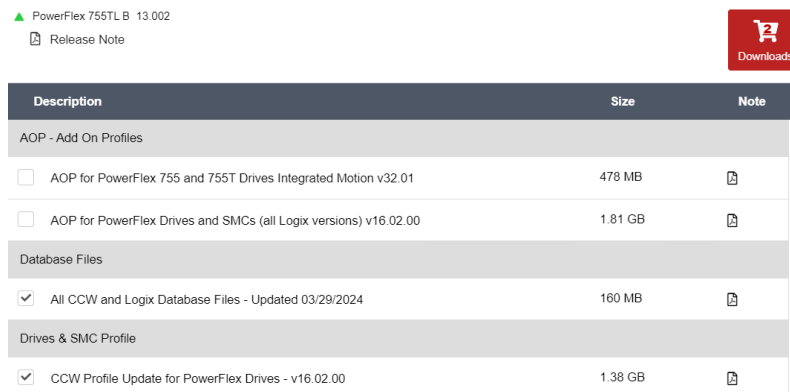 PowerFlex 755TL B 13.002
Release Note
2
Downloads
Description Size Note
AOP - Add On Profiles
AOP for PowerFlex 755 and 755T Drives Integrated Motion v32.01 478 MB
AOP for PowerFlex Drives and SMCs (all Logix versions) v16.02.00 1.81 GB
Database Files
All CCW and Logix Database Files - Updated 03/29/2024 160 MB
Drives & SMC Profile
CCW Profile Update for PowerFlex Drives - v16.02.00 1.38 GB